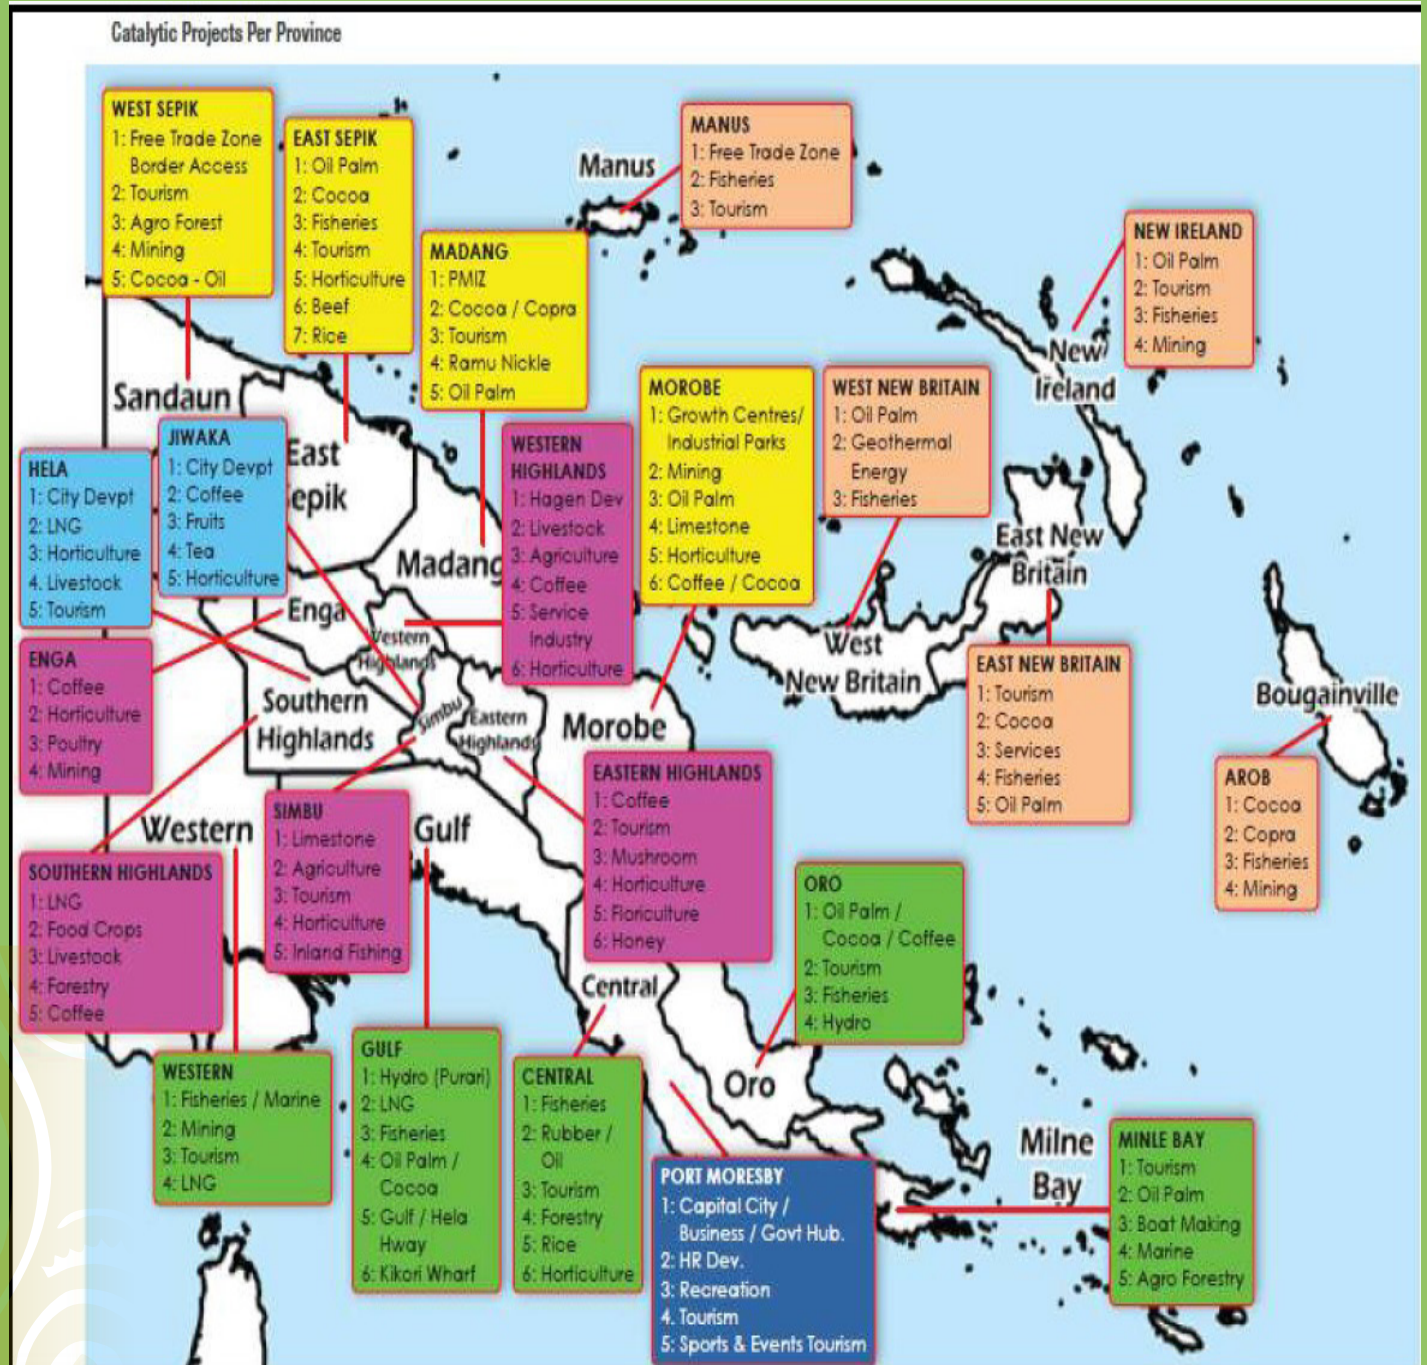 Catalytic Projects Per Province
WEST SEPIK
1: Free Trade Zone
Border Access
2: Tourism
3: Agro Forest
4: Mining
5: Cocoa - Oil
EAST SEPIK
1: Oil Palm
2: Cocoa
3: Fisheries
4: Tourism
5: Horticulture
6: Beef
7: Rice
MADANG
1: PMIZ
2: Cocoa / Copra
3: Tourism
4: Ramu Nickle
5: Oil Palm
Manus
MANUS
1: Free Trade Zone
2: Fisheries
3: Tourism
NEW IRELAND
1: Oil Palm
2: Tourism
3: Fisheries
4: Mining
New
Ireland
MOROBE
1: Growth Centres/
Industrial Parks
2: Mining
3: Oil Palm
4: Limestone
5: Horticulture
6: Coffee / Cocoa
WEST NEW BRITAIN
1: Oil Palm
2: Geothermal
Energy
3: Fisheries
Sandaun
JIWAKA
1: City Devpt
2: Coffee
3: Fruits
4: Tea
5: Horticulture
East
Sepik
HELA
1: City Devpt
2: LNG
3: Horticulture
4. Livestock
5: Tourism
WESTERN
HIGHLANDS
1: Hagen Dev
2: Livestock
3: Agriculture
4: Coffee
5: Service
Industry
6: Horticulture
Madang
East New
Britain
Enga
Western
Highlands
West
New Britain
ENGA
1: Coffee
2: Horticulture
3: Poultry
4: Mining
Southern
Highlands
Simbu
Eastern
Highlands
Morobe
EAST NEW BRITAIN
1: Tourism
2: Cocoa
3: Services
4: Fisheries
5: Oil Palm
Bougainville
AROB
1: Cocoa
2: Copra
3: Fisheries
4: Mining
EASTERN HIGHLANDS
1: Coffee
2: Tourism
3: Mushroom
4: Horticulture
5: Floriculture
6: Honey
SIMBU
1: Limestone
2: Agriculture
3: Tourism
4: Horticulture
5: Inland Fishing
Western
Gulf
SOUTHERN HIGHLANDS
1: LNG
2: Food Crops
3: Livestock
4: Forestry
5: Coffee
ORO
1: Oil Palm /
Cocoa / Coffee
2: Tourism
3: Fisheries
4: Hydro
Central
WESTERN
1: Fisheries / Marine
2: Mining
3: Tourism
4: LNG
GULF
1: Hydro (Purari)
2: LNG
3: Fisheries
4: Oil Palm /
Cocoa
5: Gulf / Hela
Hway
6: Kikori Wharf
CENTRAL
1: Fisheries
2: Rubber /
Oil
3: Tourism
4: Forestry
5: Rice
6: Horticulture
Oro
PORT MORESBY
1: Capital City /
Business / Govt Hub.
2: HR Dev.
3: Recreation
4. Tourism
5: Sports & Events Tourism
Milne
Bay
MINLE BAY
1: Tourism
2: Oil Palm
3: Boat Making
4: Marine
5: Agro Forestry